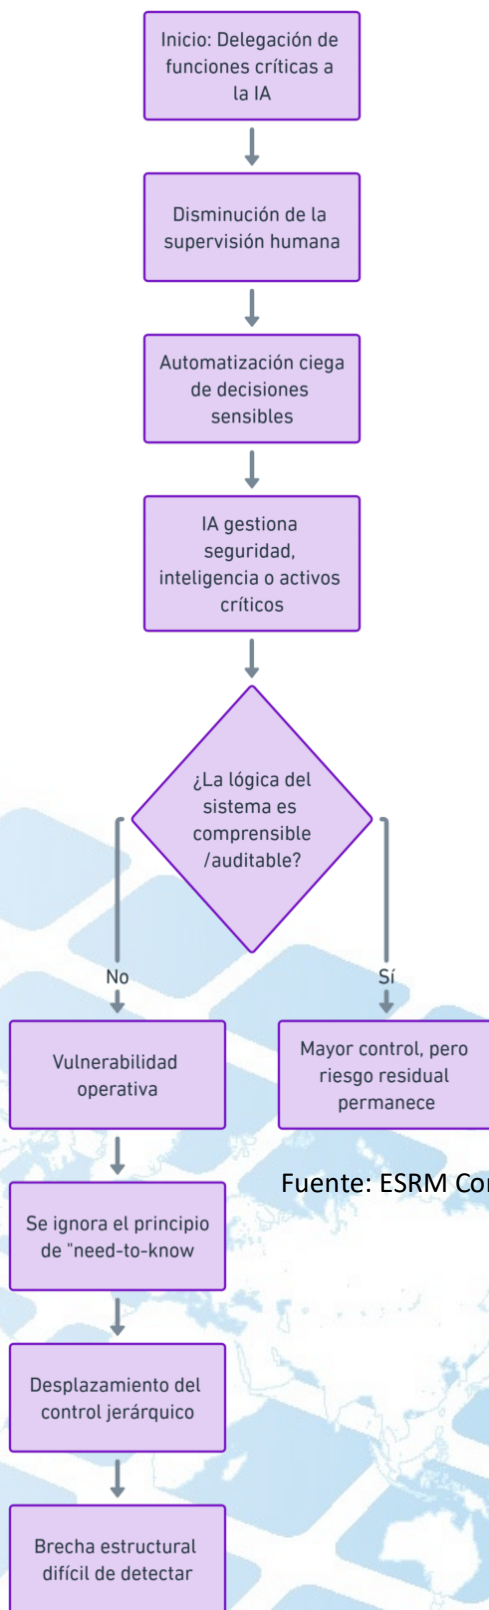 Inicio: Delegación de
funciones críticas a
la IA
Disminución de la
supervisión humana
Automatización ciega
de decisiones
sensibles
IA gestiona
seguridad,
inteligencia o activos
críticos
¿La lógica del
sistema es
comprensible
/auditable?
No
Sí
Vulnerabilidad
operativa
Mayor control, pero
riesgo residual
permanece
Fuente: ESRM
Se ignora el principio
de "need-to-know
Desplazamiento del
control jerárquico
Brecha estructural
difícil de detectar